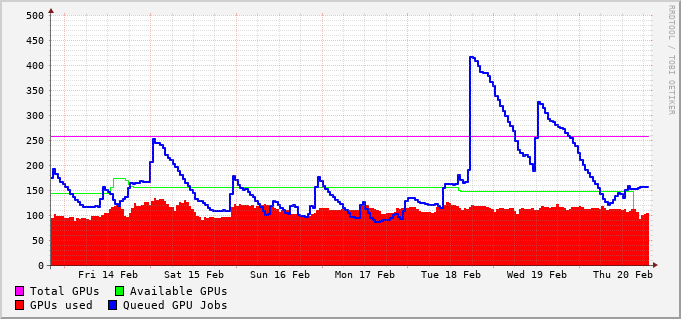 500
450
400
350
300
250
200
150
100
50
0
Fri 14 Feb Sat 15 Feb Sun 16 Feb Mon 17 Feb Tue 18 Feb Wed 19 Feb Thu 20 Feb
Total GPUs Available GPUs
GPUs used Queued GPU Jobs
RRDTOOL / TOBI OETIKER